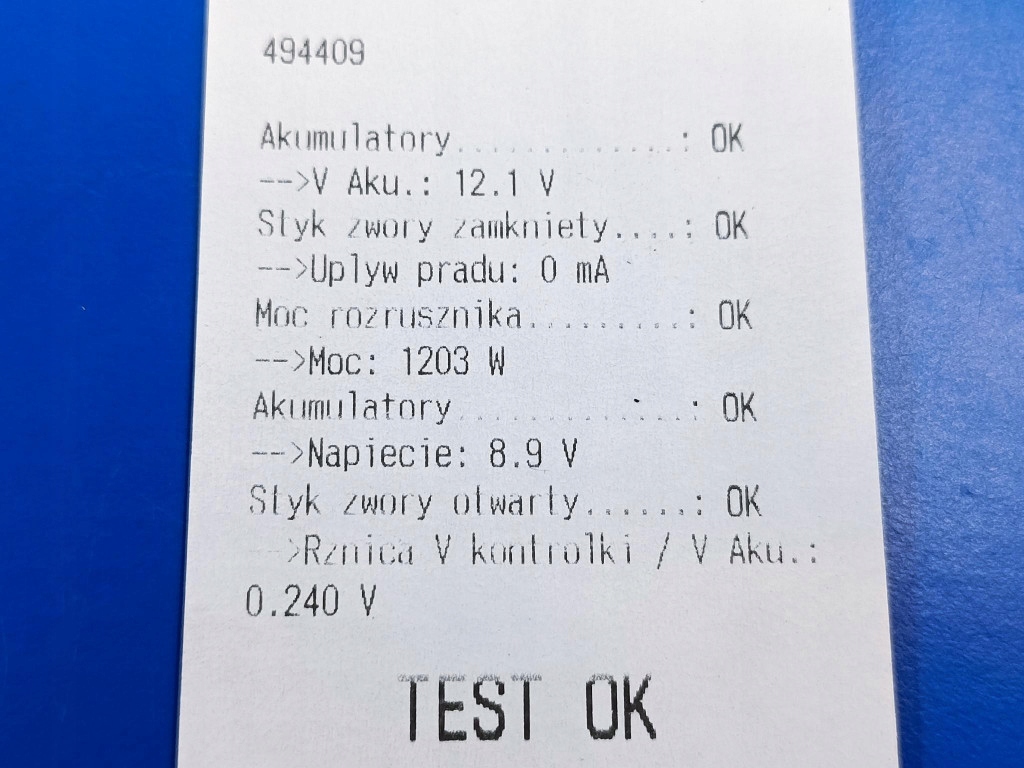 494409
Akumulatory.............: OK
-->V Aku.: 12.1 V
Styk zwory zamkniety....: OK
-->Uplyw pradu: 0 mA
Moc rozrusznika.........: OK
-->Moc: 1203 W
Akumulatory.............: OK
-->Napiecie: 8.9 V
Styk zwory otwarty......: OK
-->Rznica V kontrolki / V Aku.:
0.240 V
TEST OK